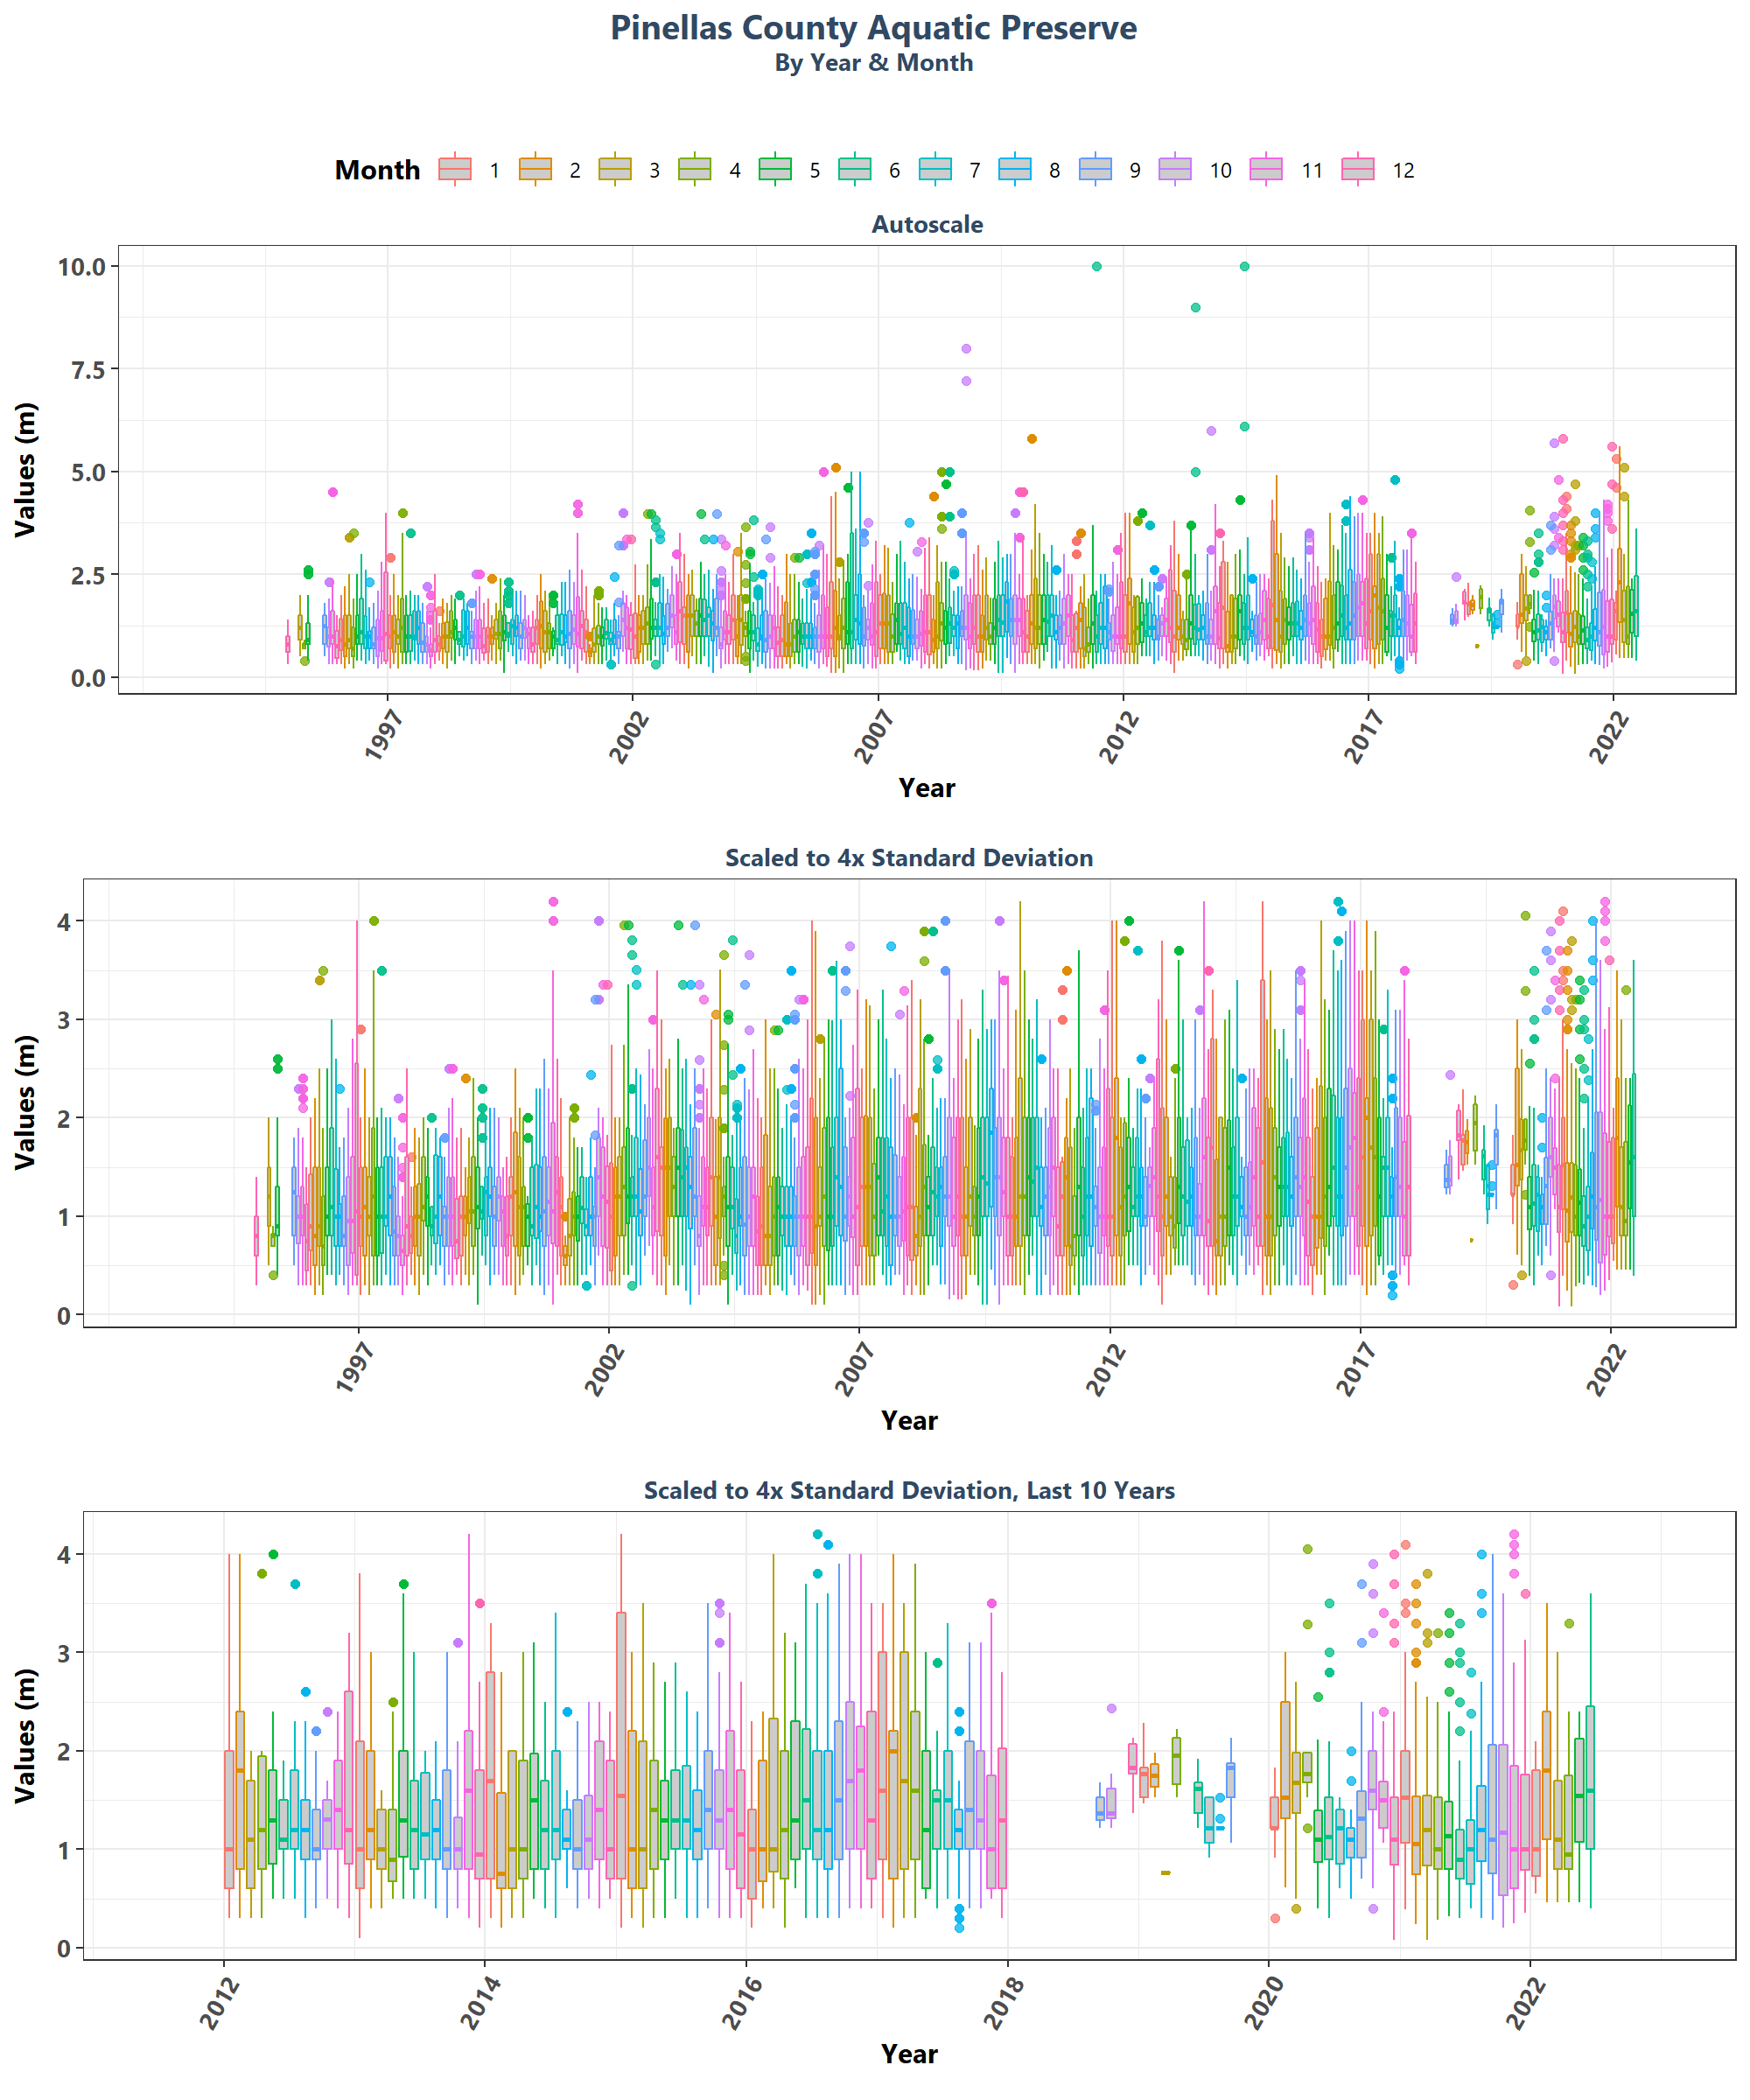 Pinellas County Aquatic Preserve
By Year & Month
Month 1 2 3 4 5 6 7 8 9 10 11 12
Autoscale
Values (m)
10.0
7.5
5.0
2.5
0.0
1997 2002 2007 2012 2017 2022
Year
Scaled to 4x Standard Deviation
Values (m)
4
3
2
1
0
1997 2002 2007 2012 2017 2022
Year
Scaled to 4x Standard Deviation, Last 10 Years
Values (m)
4
3
2
1
0
2012 2014 2016 2018 2020 2022
Year